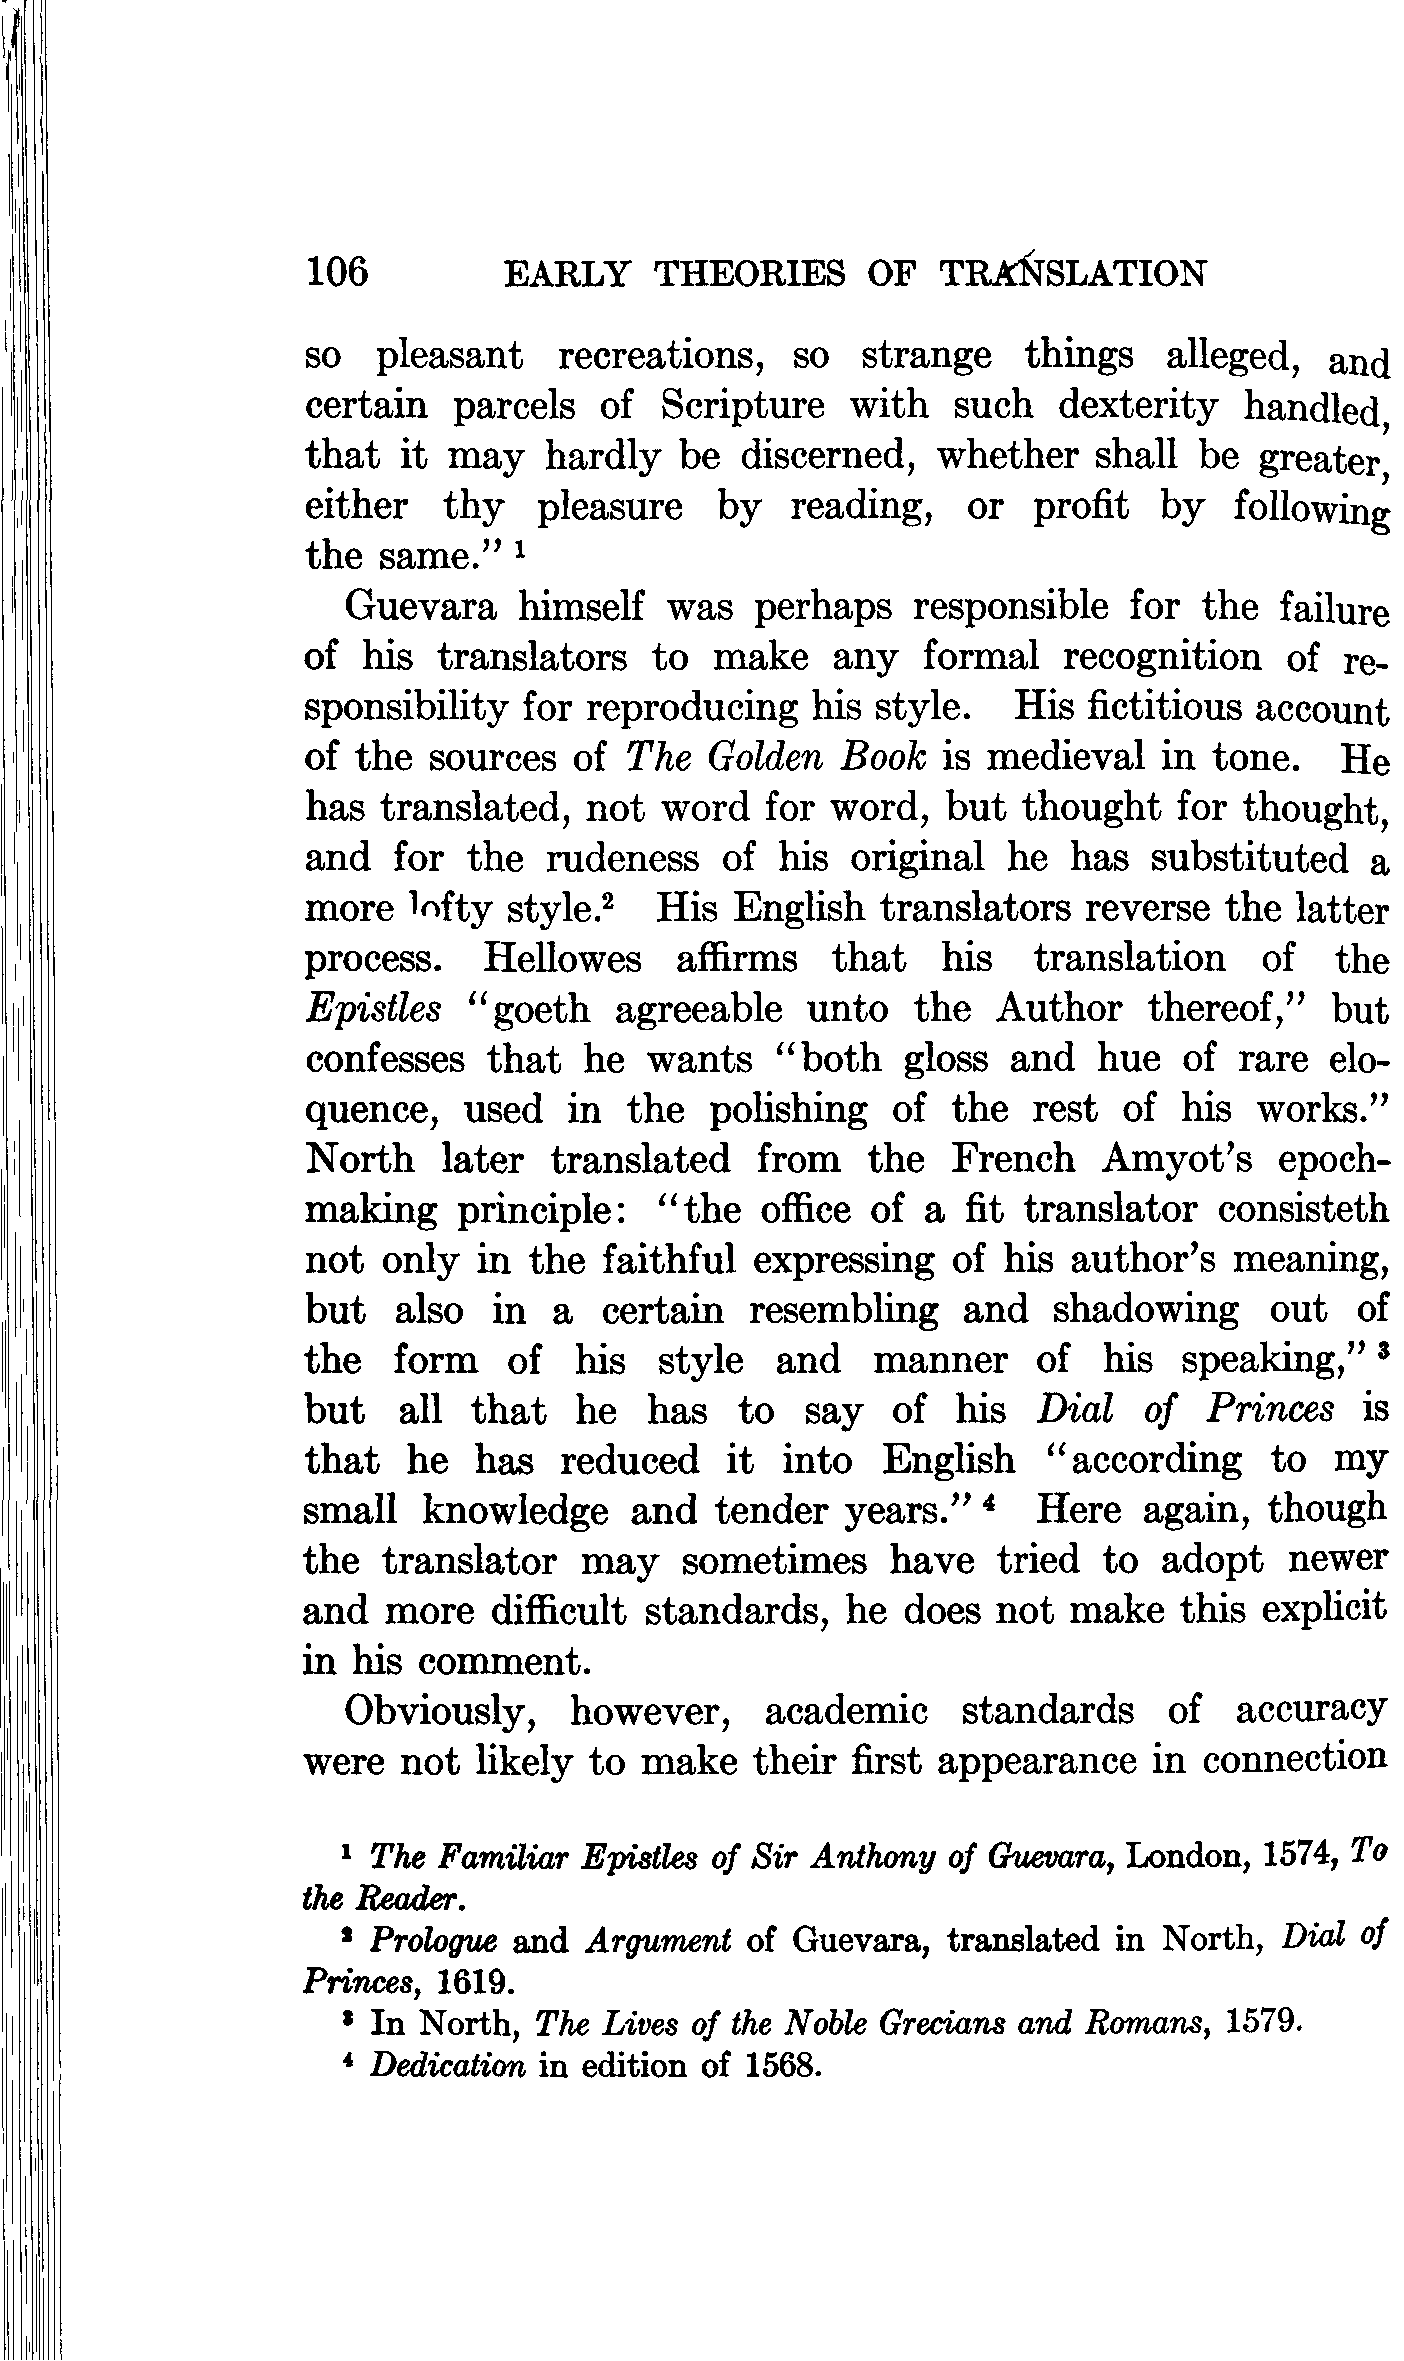 106 EARLY THEORIES OF TRANSLATION
so pleasant recreations, so strange things alleged, and
certain parcels of Scripture with such dexterity handled,
that it may hardly be discerned, whether shall be greater,
either thy pleasure by reading, or profit by following
the same.” ¹
Guevara himself was perhaps responsible for the failure
of his translators to make any formal recognition of re-
sponsibility for reproducing his style. His fictitious account
of the sources of The Golden Book is medieval in tone. He
has translated, not word for word, but thought for thought,
and for the rudeness of his original he has substituted a
more lofty style.² His English translators reverse the latter
process. Hellowes affirms that his translation of the
Epistles “goeth agreeable unto the Author thereof,” but
confesses that he wants “both gloss and hue of rare elo-
quence, used in the polishing of the rest of his works.”
North later translated from the French Amyot’s epoch-
making principle: “the office of a fit translator consisteth
not only in the faithful expressing of his author’s meaning,
but also in a certain resembling and shadowing out of
the form of his style and manner of his speaking,” ³
but all that he has to say of his Dial of Princes is
that he has reduced it into English “according to my
small knowledge and tender years.” ⁴ Here again, though
the translator may sometimes have tried to adopt newer
and more difficult standards, he does not make this explicit
in his comment.
Obviously, however, academic standards of accuracy
were not likely to make their first appearance in connection
¹ The Familiar Epistles of Sir Anthony of Guevara, London, 1574, To
the Reader.
² Prologue and Argument of Guevara, translated in North, Dial of
Princes, 1619.
³ In North, The Lives of the Noble Grecians and Romans, 1579.
⁴ Dedication in edition of 1568.